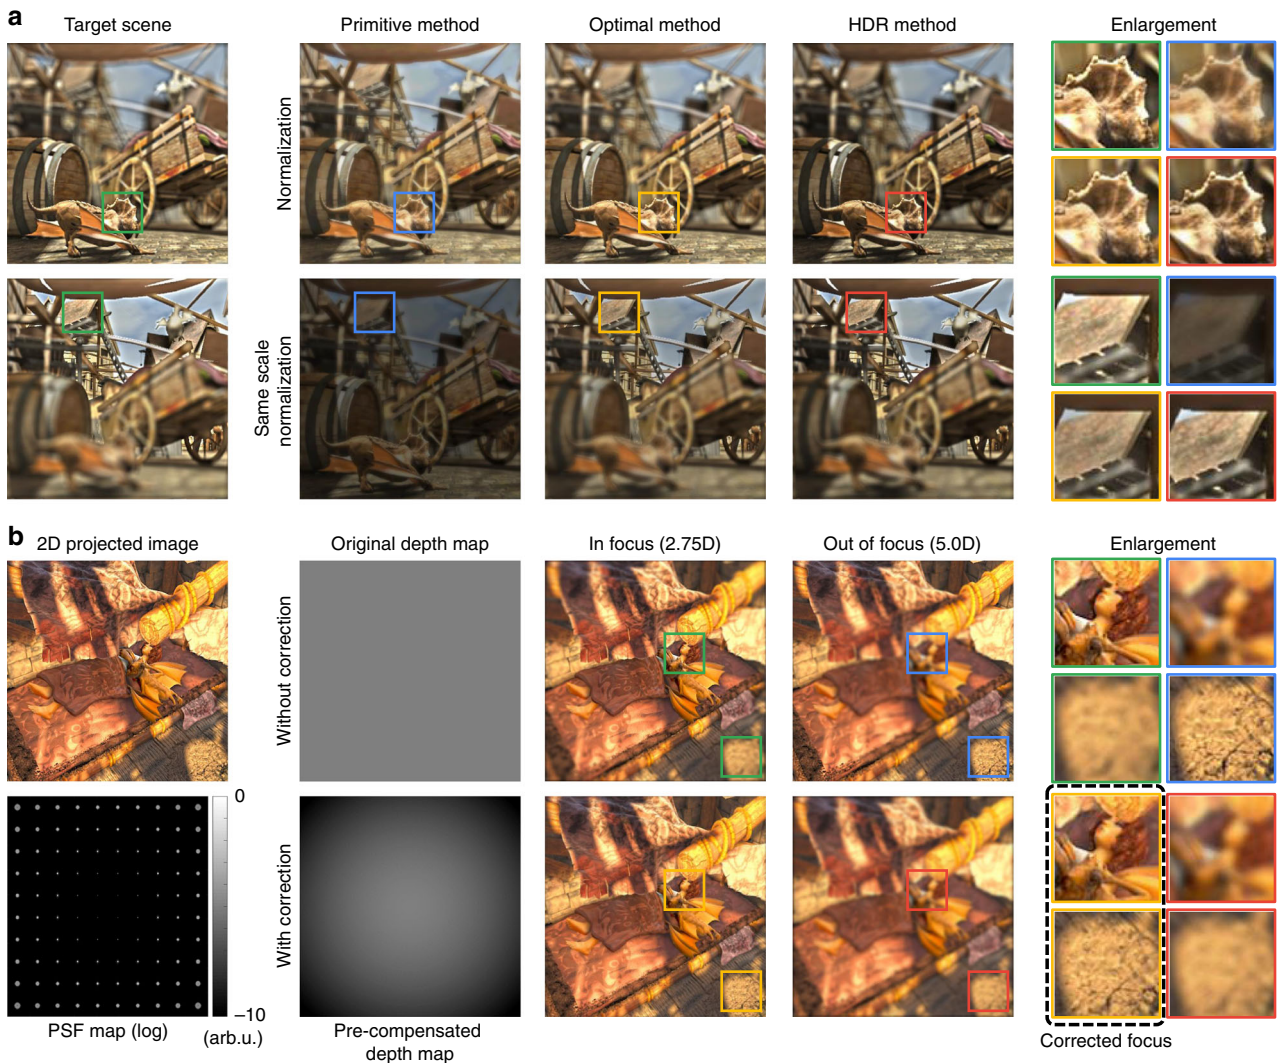 a
Target scene
Primitive method
Optimal method
HDR method
Enlargement
Normalization
Same scale
normalization
b
2D projected image
Original depth map
In focus (2.75D)
Out of focus (5.0D)
Enlargement
Without correction
With correction
0
–10
(arb.u.)
PSF map (log)
Pre-compensated
depth map
Corrected focus